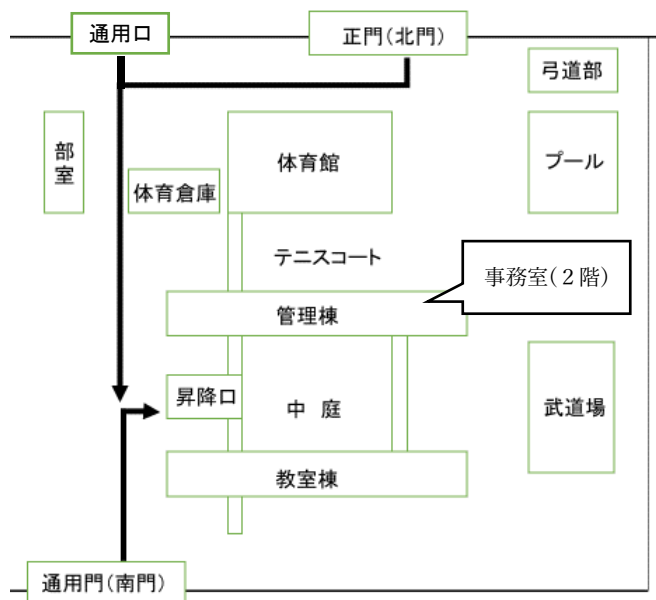 通用口
正門(北門)
弓道部
部
室
体育館
プール
体育倉庫
テニスコート
事務室(２階)
管理棟
昇降口
中 庭
武道場
教室棟
通用門(南門)